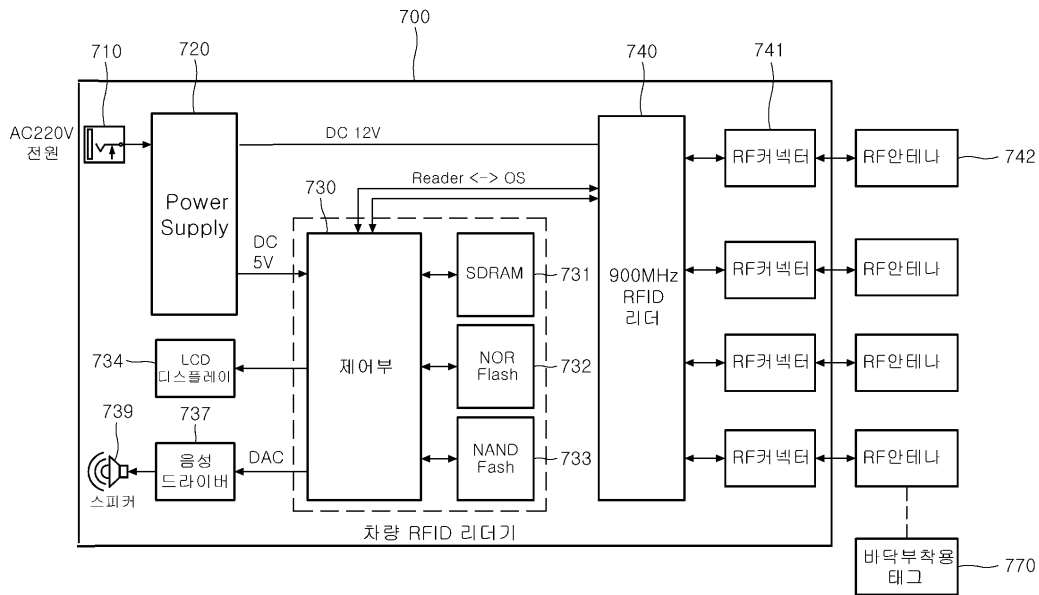 700
710
720
740
741
AC220V
전원
Power
Supply
DC 12V
Reader <-> OS
730
DC
5V
제어부
SDRAM
731
NOR
Flash
732
NAND
Fash
733
734
LCD
디스플레이
739
스피커
737
음성
드라이버
DAC
차량 RFID 리더기
900MHz
RFID
리더
RF커넥터
RF안테나
742
RF커넥터
RF안테나
RF커넥터
RF안테나
RF커넥터
RF안테나
바닥부착용
태그
770